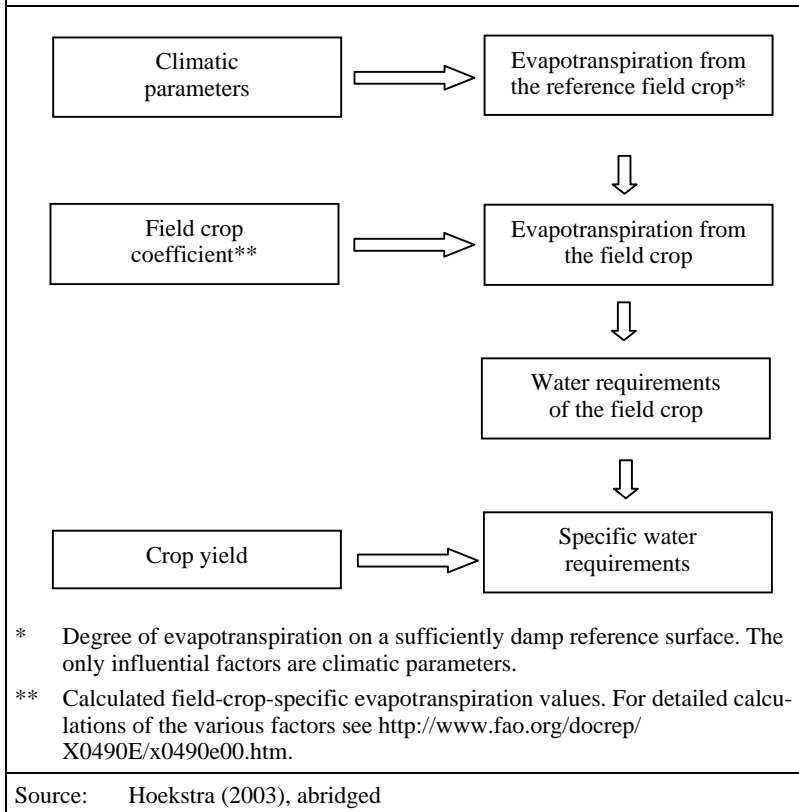 Climatic
parameters
Evapotranspiration from
the reference field crop*
Field crop
coefficient**
Evapotranspiration from
the field crop
Water requirements
of the field crop
Crop yield
Specific water
requirements
* Degree of evapotranspiration on a sufficiently damp reference surface. The
only influential factors are climatic parameters.
** Calculated field-crop-specific evapotranspiration values. For detailed calcu-
lations of the various factors see http://www.fao.org/docrep/
X0490E/x0490e00.htm.
Source: Hoekstra (2003), abridged